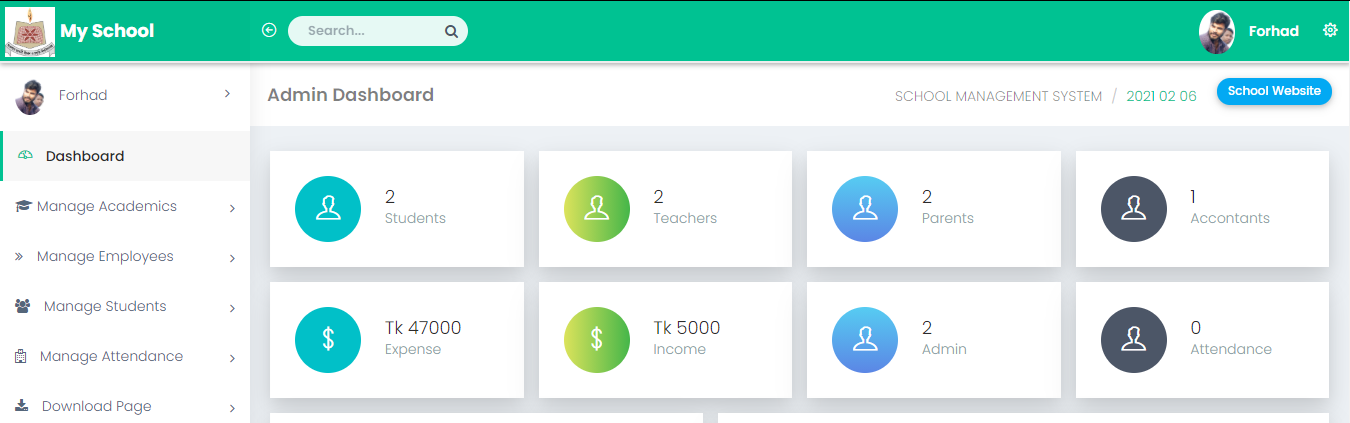 My School
Search...
Forhad
Forhad
Admin Dashboard
SCHOOL MANAGEMENT SYSTEM / 2021 02 06
School Website
Dashboard
Manage Academics
Manage Employees
Manage Students
Manage Attendance
Download Page
2
Students
2
Teachers
2
Parents
1
Accontants
Tk 47000
Expense
Tk 5000
Income
2
Admin
0
Attendance